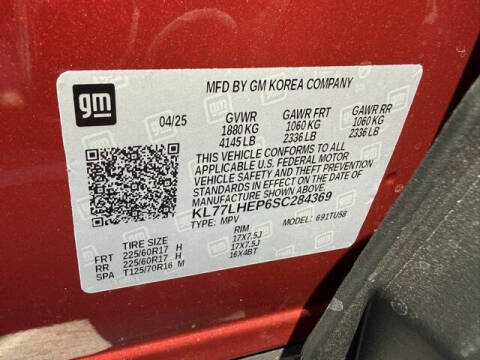 MFD BY GM KOREA COMPANY
gm
04/25 GVWR GAWR FRT GAWR RR
1880 KG 1060 KG 1060 KG
4145 LB 2336 LB 2336 LB
THIS VEHICLE CONFORMS TO ALL
APPLICABLE U.S. FEDERAL MOTOR
VEHICLE SAFETY AND THEFT PREVENTION
STANDARDS IN EFFECT ON THE DATE OF
MANUFACTURE SHOWN ABOVE
KL77LHEP6SC284369
TYPE: MPV MODEL: 691TU58
TIRE SIZE RIM
FRT 225/60R17 H 17X7.5J
RR 225/60R17 H 17X7.5J
SPA T125/70R16 M 16X4BT